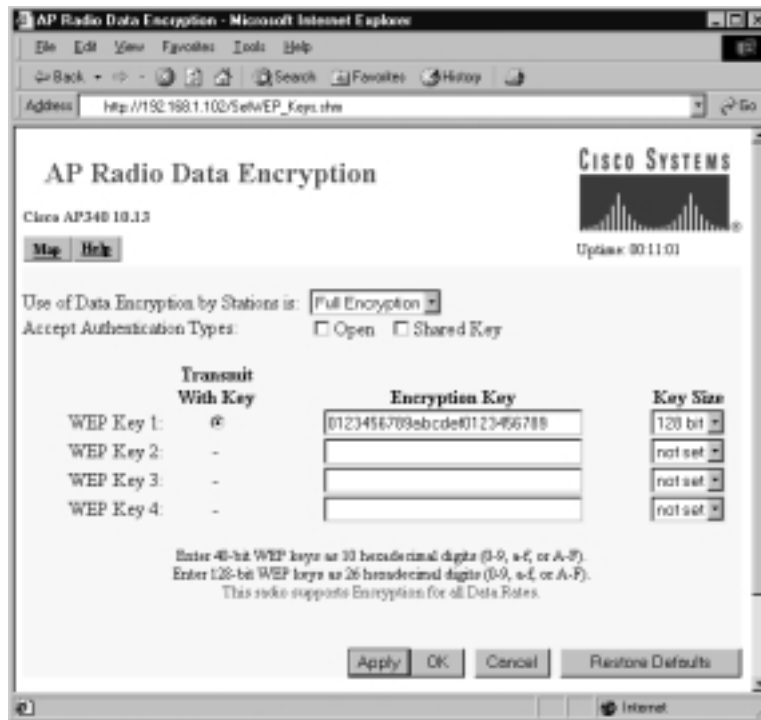 AP Radio Data Encryption - Microsoft Internet Explorer
File Edit View Favorites Tools Help
Back Search Favorites History
Address http://192.168.1.102/SetWEP_Keys.shm Go
AP Radio Data Encryption
CISCO SYSTEMS
Cisco AP340 10.13
Map Help
Uptime: 00:11:01
Use of Data Encryption by Stations is: Full Encryption
Accept Authentication Types: Open Shared Key
Transmit
With Key Encryption Key Key Size
WEP Key 1: 0123456789abcdef0123456789 128 bit
WEP Key 2: - not set
WEP Key 3: - not set
WEP Key 4: - not set
Enter 40-bit WEP keys as 10 hexadecimal digits (0-9, a-f, or A-F).
Enter 128-bit WEP keys as 26 hexadecimal digits (0-9, a-f, or A-F).
This radio supports Encryption for all Data Rates.
Apply OK Cancel Restore Defaults
Internet